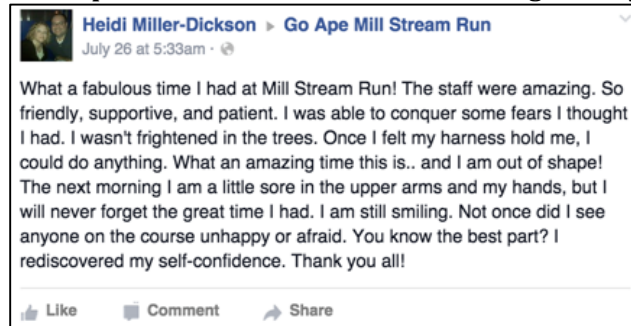 Heidi Miller-Dickson ▸ Go Ape Mill Stream Run
July 26 at 5:33am ·
What a fabulous time I had at Mill Stream Run! The staff were amazing. So
friendly, supportive, and patient. I was able to conquer some fears I thought
I had. I wasn't frightened in the trees. Once I felt my harness hold me, I
could do anything. What an amazing time this is.. and I am out of shape!
The next morning I am a little sore in the upper arms and my hands, but I
will never forget the great time I had. I am still smiling. Not once did I see
anyone on the course unhappy or afraid. You know the best part? I
rediscovered my self-confidence. Thank you all!
Like Comment Share